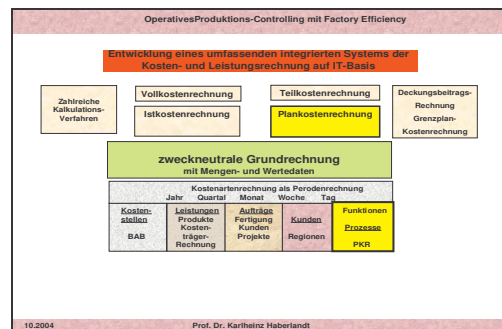 OperativesProduktions-Controlling mit Factory Efficiency
Entwicklung eines umfassenden integrierten Systems der
Kosten- und Leistungsrechnung auf IT-Basis
Zahlreiche
Kalkulations-
Verfahren
Vollkostenrechnung
Istkostenrechnung
Teilkostenrechnung
Plankostenrechnung
Deckungsbeitrags-
Rechnung
Grenzplan-
Kostenrechnung
zweckneutrale Grundrechnung
mit Mengen- und Wertedaten
Kostenartenrechnung als Perodenrechnung
Jahr Quartal Monat Woche Tag
Kosten-
stellen
BAB
Leistungen
Produkte
Kosten-
träger-
Rechnung
Aufträge
Fertigung
Kunden
Projekte
Kunden
Regionen
Funktionen
Prozesse
PKR
10.2004 Prof. Dr. Karlheinz Haberlandt